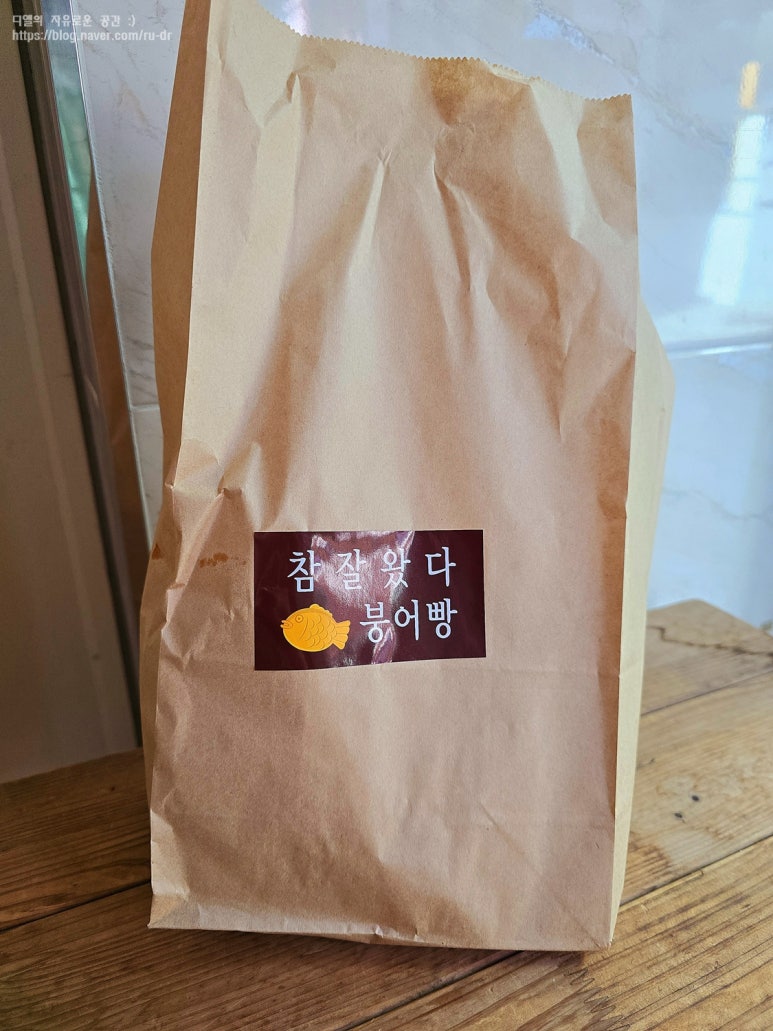 디엘의 자유로운 공간 :)
https://blog.naver.com/ru-dr
참잘왔다
붕어빵